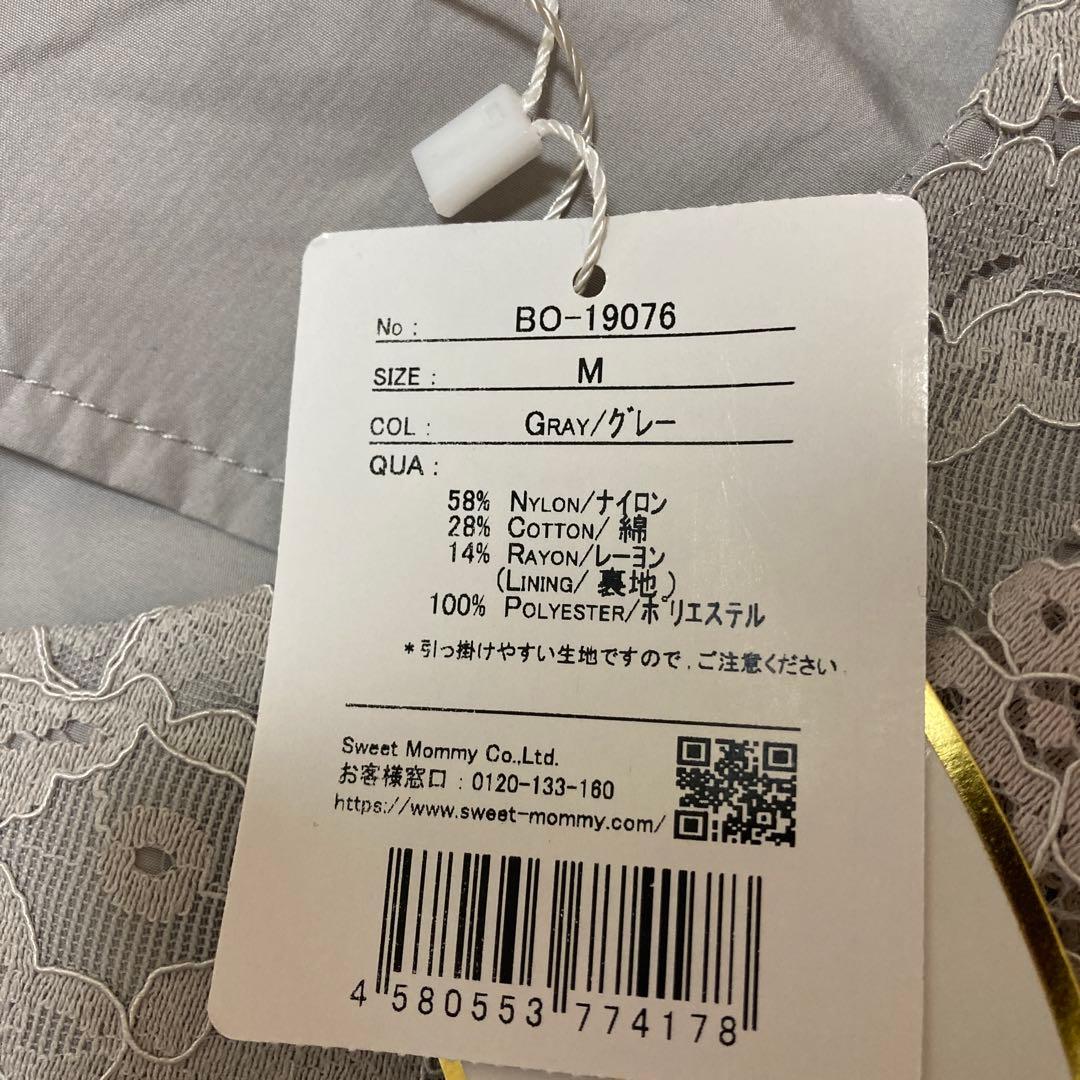 No : BO-19076
SIZE : M
COL : GRAY/グレー
QUA :
58% NYLON/ナイロン
28% COTTON/ 綿
14% RAYON/レーヨン
(LINING/ 裏地 )
100% POLYESTER/ポリエステル
*引っ掛けやすい生地ですので、ご注意ください.
Sweet Mommy Co.,Ltd.
お客様窓口 : 0120-133-160
https://www.sweet-mommy.com/
4 580553 774178